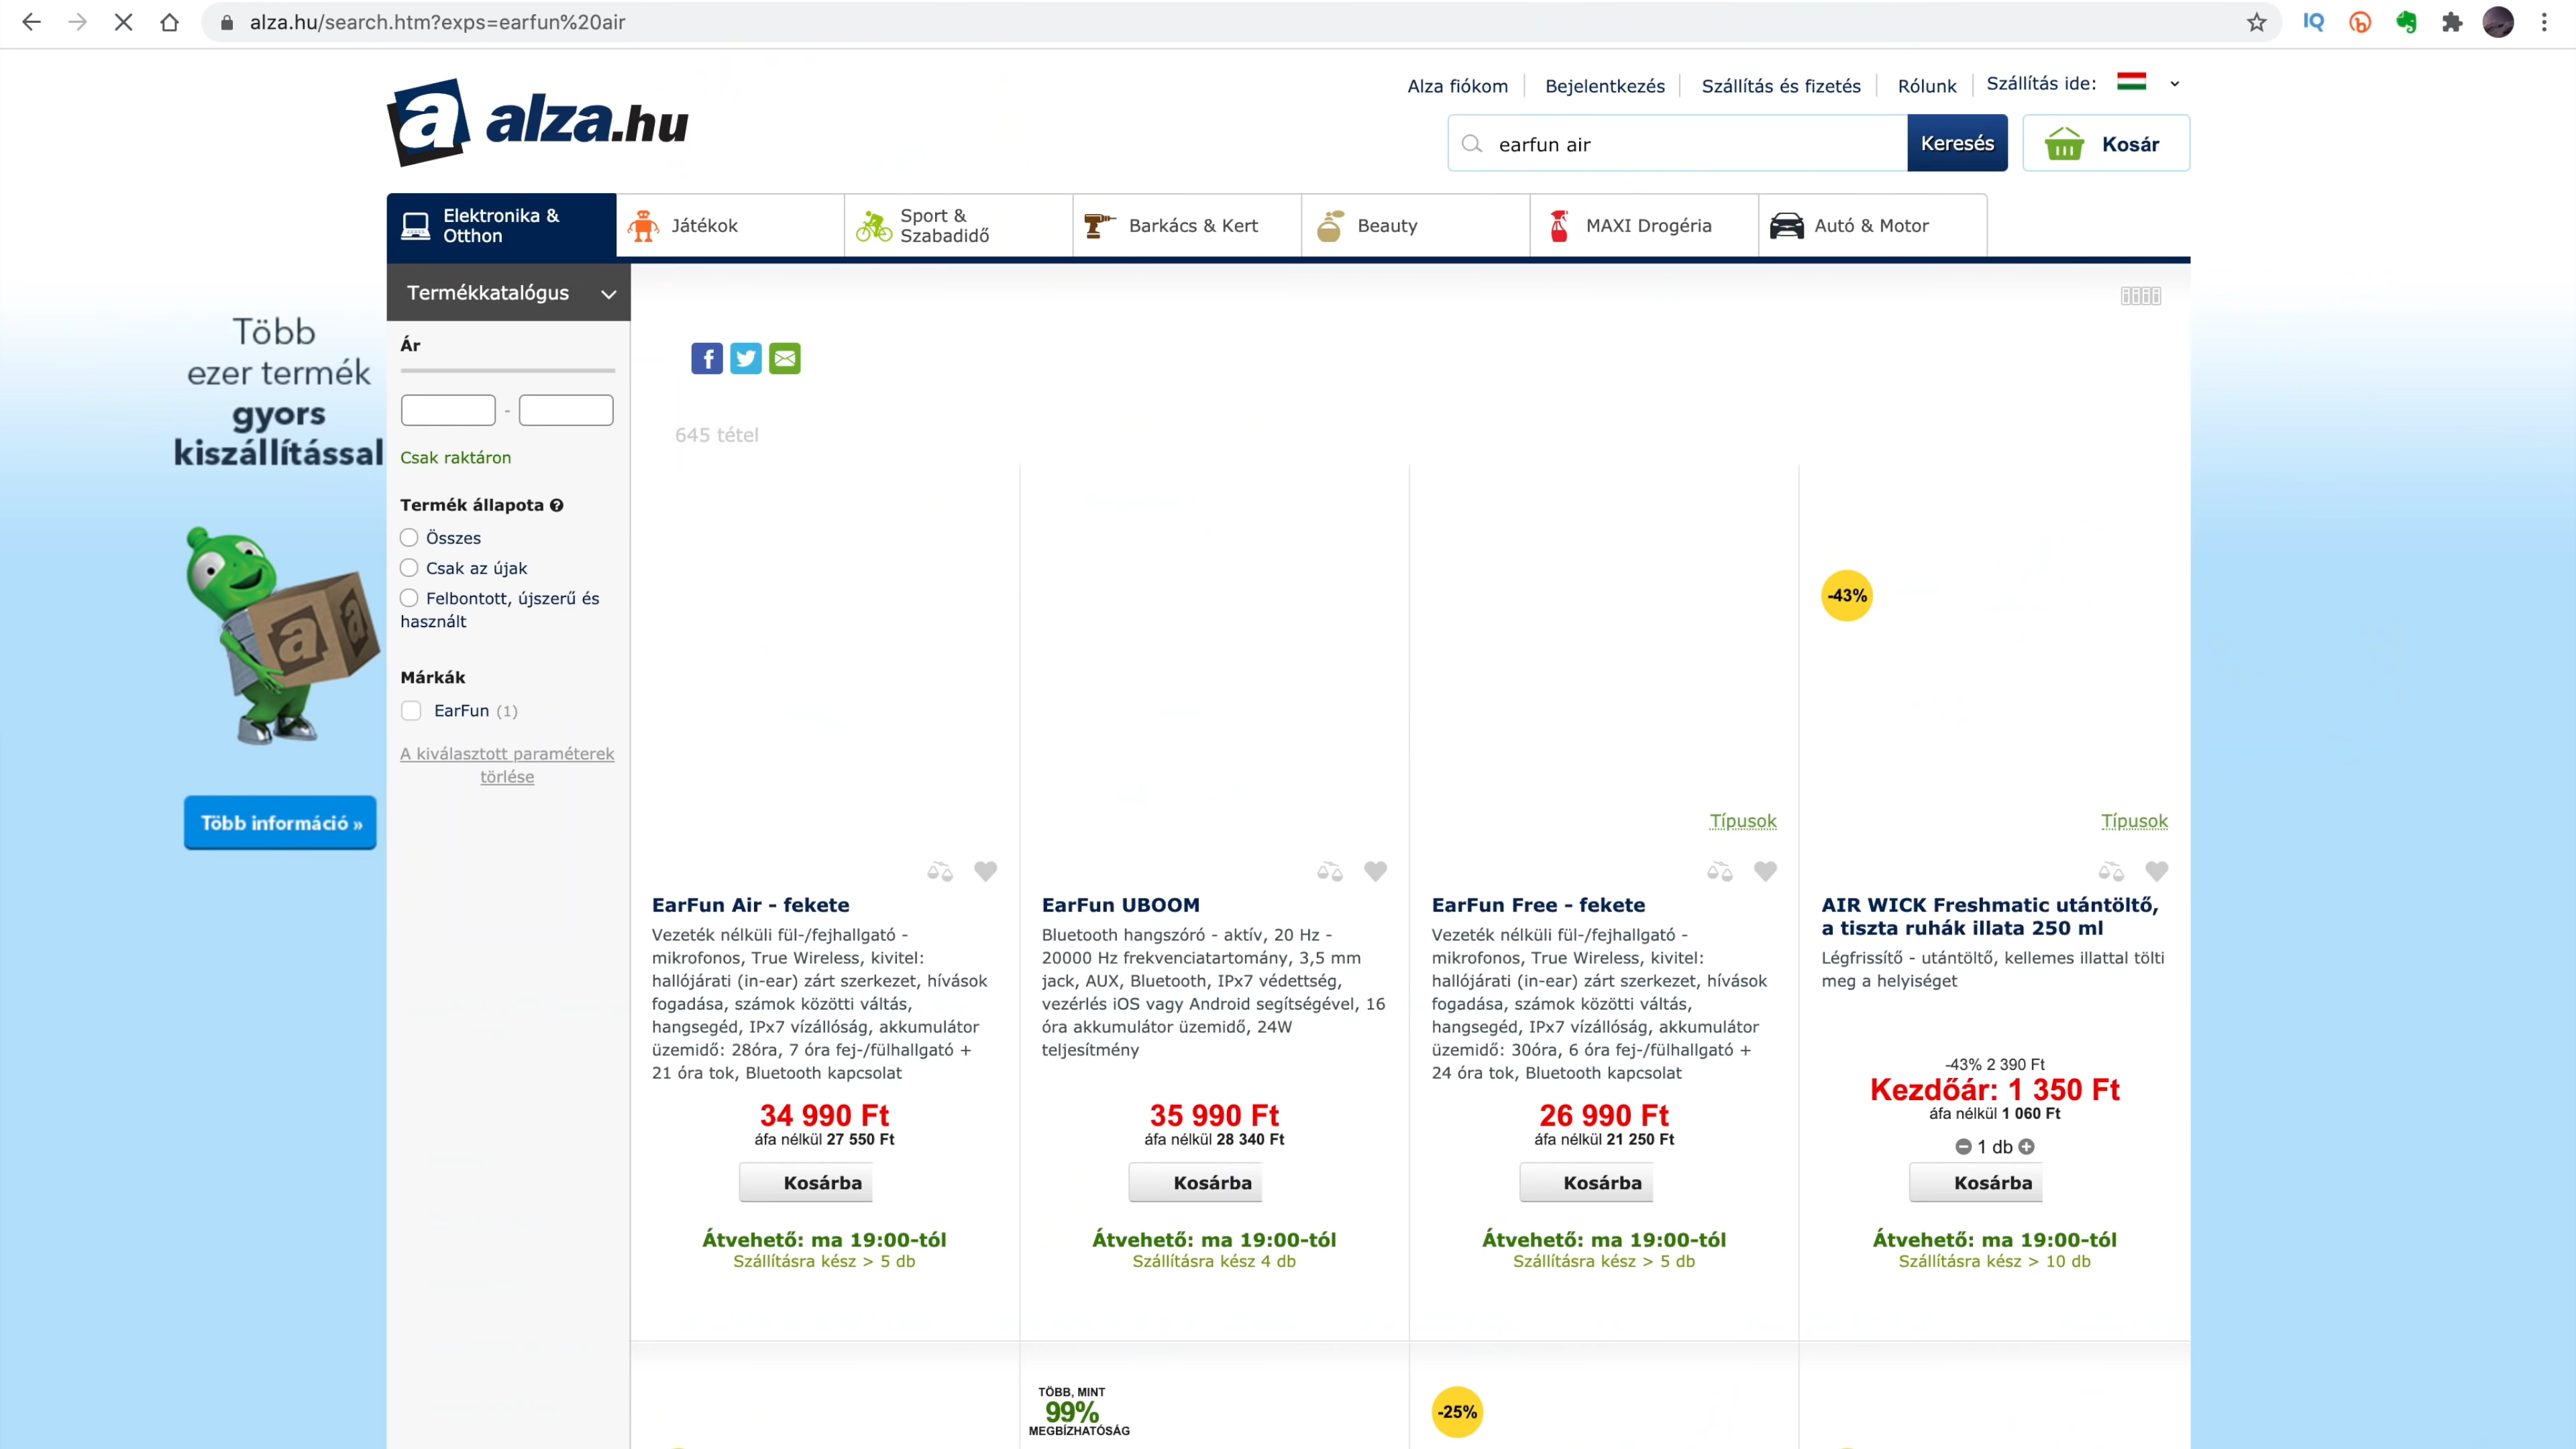 alza.hu/search.htm?exps=earfun%20air
IQ
alza.hu
Alza fiókom
Bejelentkezés
Szállítás és fizetés
Rólunk
Szállítás ide:
earfun air
Keresés
Kosár
Elektronika &
Otthon
Játékok
Sport &
Szabadidő
Barkács & Kert
Beauty
MAXI Drogéria
Autó & Motor
Több
ezer termék
gyors
kiszállítással
a a
Több információ »
Termékkatalógus
Ár
-
Csak raktáron
Termék állapota
Összes
Csak az újak
Felbontott, újszerű és
használt
Márkák
EarFun (1)
A kiválasztott paraméterek
törlése
645 tétel
EarFun Air - fekete
Vezeték nélküli fül-/fejhallgató -
mikrofonos, True Wireless, kivitel:
hallójárati (in-ear) zárt szerkezet, hívások
fogadása, számok közötti váltás,
hangsegéd, IPx7 vízállóság, akkumulátor
üzemidő: 28óra, 7 óra fej-/fülhallgató +
21 óra tok, Bluetooth kapcsolat
34 990 Ft
áfa nélkül 27 550 Ft
Kosárba
Átvehető: ma 19:00-tól
Szállításra kész > 5 db
EarFun UBOOM
Bluetooth hangszóró - aktív, 20 Hz -
20000 Hz frekvenciatartomány, 3,5 mm
jack, AUX, Bluetooth, IPx7 védettség,
vezérlés iOS vagy Android segítségével, 16
óra akkumulátor üzemidő, 24W
teljesítmény
35 990 Ft
áfa nélkül 28 340 Ft
Kosárba
Átvehető: ma 19:00-tól
Szállításra kész 4 db
Típusok
EarFun Free - fekete
Vezeték nélküli fül-/fejhallgató -
mikrofonos, True Wireless, kivitel:
hallójárati (in-ear) zárt szerkezet, hívások
fogadása, számok közötti váltás,
hangsegéd, IPx7 vízállóság, akkumulátor
üzemidő: 30óra, 6 óra fej-/fülhallgató +
24 óra tok, Bluetooth kapcsolat
26 990 Ft
áfa nélkül 21 250 Ft
Kosárba
Átvehető: ma 19:00-tól
Szállításra kész > 5 db
-43%
Típusok
AIR WICK Freshmatic utántöltő,
a tiszta ruhák illata 250 ml
Légfrissítő - utántöltő, kellemes illattal tölti
meg a helyiséget
-43% 2 390 Ft
Kezdőár: 1 350 Ft
áfa nélkül 1 060 Ft
1 db
Kosárba
Átvehető: ma 19:00-tól
Szállításra kész > 10 db
TÖBB, MINT
99%
MEGBÍZHATÓSÁG
-25%